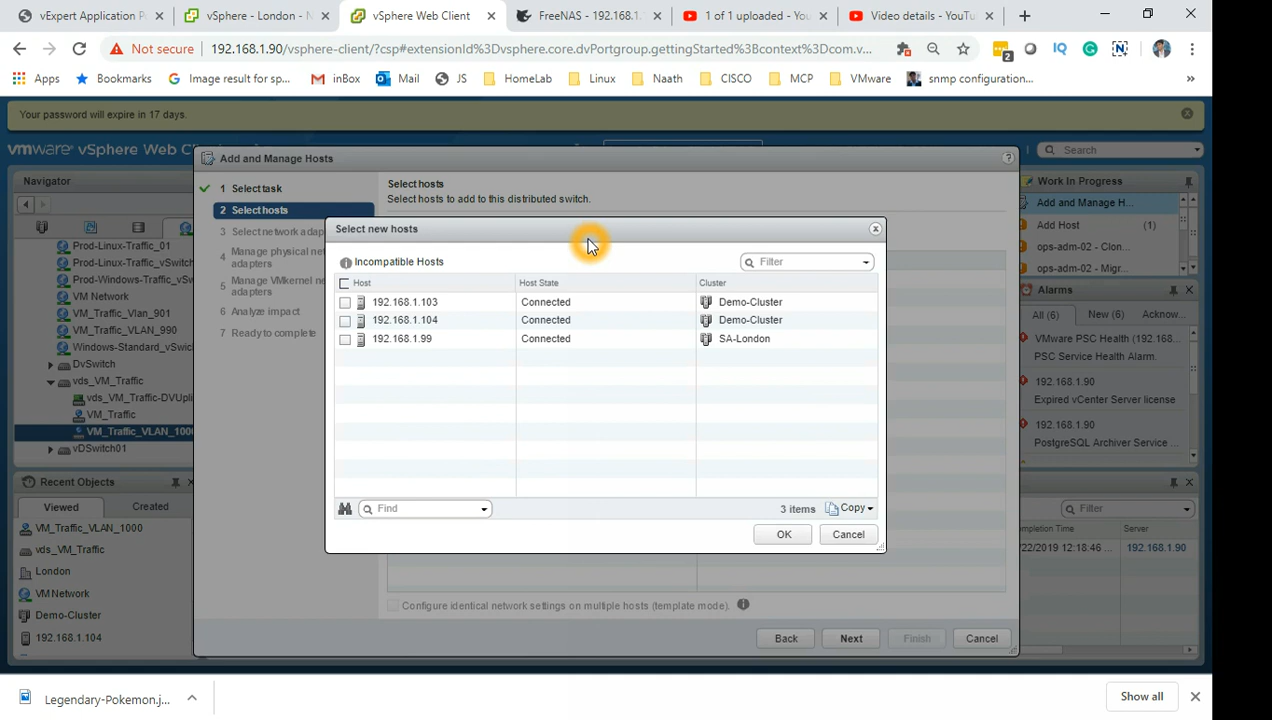 vExpert Application P
vSphere - London - N
vSphere Web Client
FreeNAS - 192.168.1.
1 of 1 uploaded - You
Video details - YouTu
Not secure
192.168.1.90/vsphere-client/?csp#extensionId%3Dvsphere.core.dvPortgroup.gettingStarted%3Bcontext%3Dcom.v...
2
Apps
Bookmarks
Image result for sp...
inBox
Mail
JS
HomeLab
Linux
Naath
CISCO
MCP
VMware
snmp configuration...
»
Your password will expire in 17 days.
vmware® vSphere Web
Search
Add and Manage Hosts
Navigator
Prod-Linux-Traffic_01
Prod-Linux-Traffic_vSw
Prod-Windows-Traffic_vSw
VM Network
VM_Traffic_Vlan_901
VM_Traffic_VLAN_990
Windows-Standard_vSwich
DvSwitch
vds_VM_Traffic
vds_VM_Traffic-DVUpli
VM_Traffic
VM_Traffic_VLAN_1000
vDSwitch01
Recent Objects
Viewed
Created
VM_Traffic_VLAN_1000
vds_VM_Traffic
London
VM Network
Demo-Cluster
192.168.1.104
1 Select task
2 Select hosts
3 Select network adap
4 Manage physical net
adapters
5 Manage VMkernel ne
adapters
6 Analyze impact
7 Ready to complete
Select hosts
Select hosts to add to this distributed switch.
Select new hosts
Incompatible Hosts
Filter
Host
Host State
Cluster
192.168.1.103
Connected
Demo-Cluster
192.168.1.104
Connected
Demo-Cluster
192.168.1.99
Connected
SA-London
Find
3 items
Copy
OK
Cancel
Configure identical network settings on multiple hosts (template mode).
Back
Next
Finish
Cancel
Work In Progress
Add and Manage H...
Add Host
(1)
ops-adm-02 - Clon...
ops-adm-02 - Migr...
Alarms
All (6)
New (6)
Acknow...
VMware PSC Health (192.168...
PSC Service Health Alarm.
192.168.1.90
Expired vCenter Server license
192.168.1.90
PostgreSQL Archiver Service ...
Filter
mpletion Time
Server
/22/2019 12:18:46 ...
192.168.1.90
Legendary-Pokemon.j...
Show all